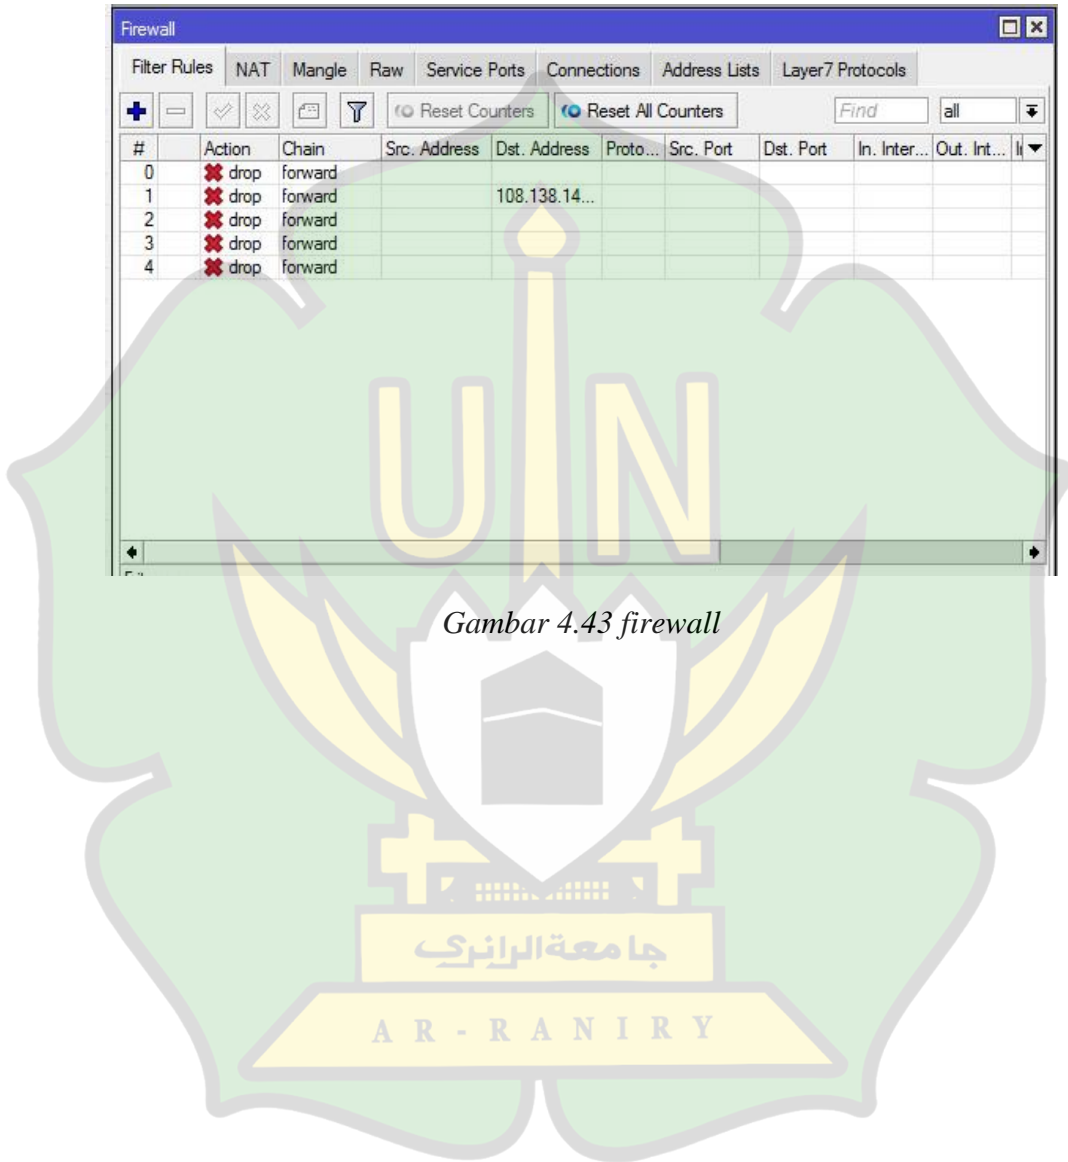 Firewall
Filter Rules NAT Mangle Raw Service Ports Connections Address Lists Layer7 Protocols
Reset Counters Reset All Counters Find all
# Action Chain Src. Address Dst. Address Proto... Src. Port Dst. Port In. Inter... Out. Int...
0 drop forward
1 drop forward 108.138.14...
2 drop forward
3 drop forward
4 drop forward
Gambar 4.43 firewall
UIN
جامعة الرانري
AR-RANIRY